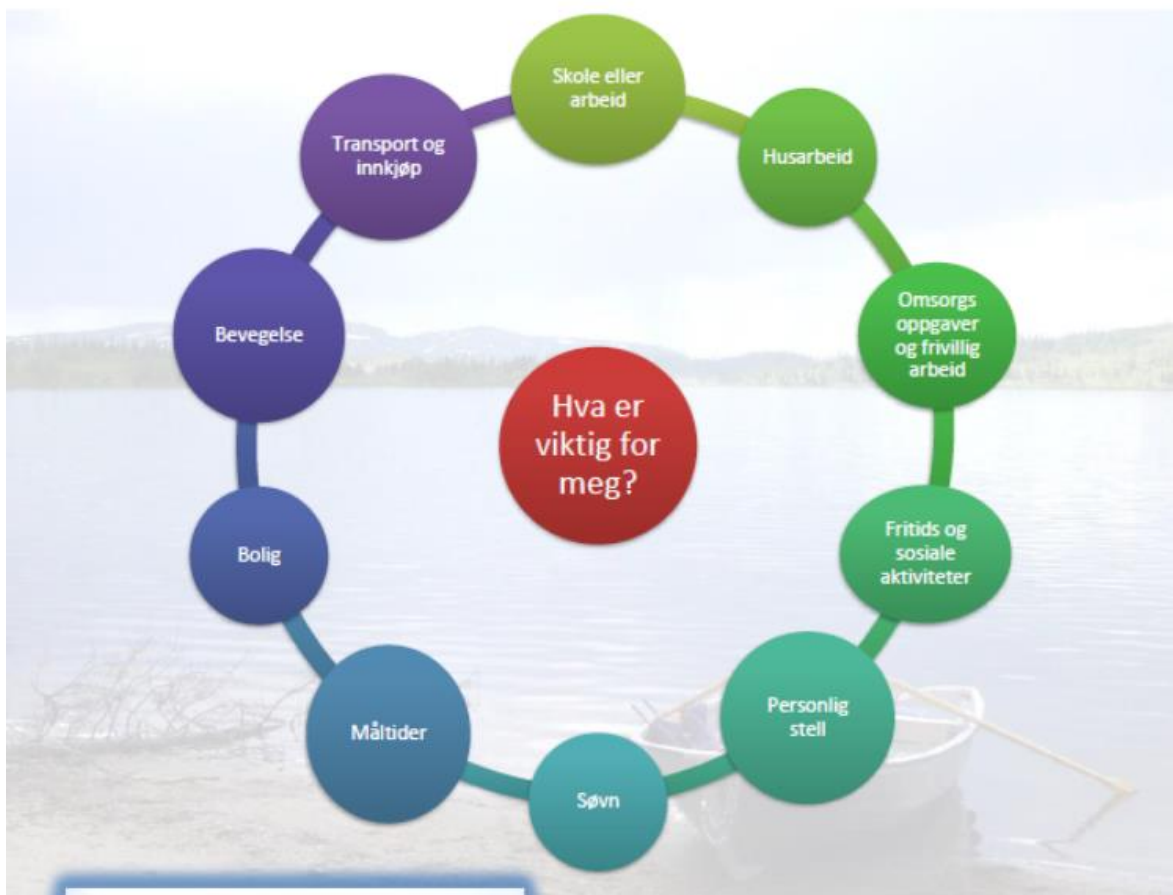 Skole eller
arbeid
Husarbeid
Omsorgs
oppgaver
og frivillig
arbeid
Fritids og
sosiale
aktiviteter
Personlig
stell
Søvn
Måltider
Bolig
Bevegelse
Transport og
innkjøp
Hva er
viktig for
meg?